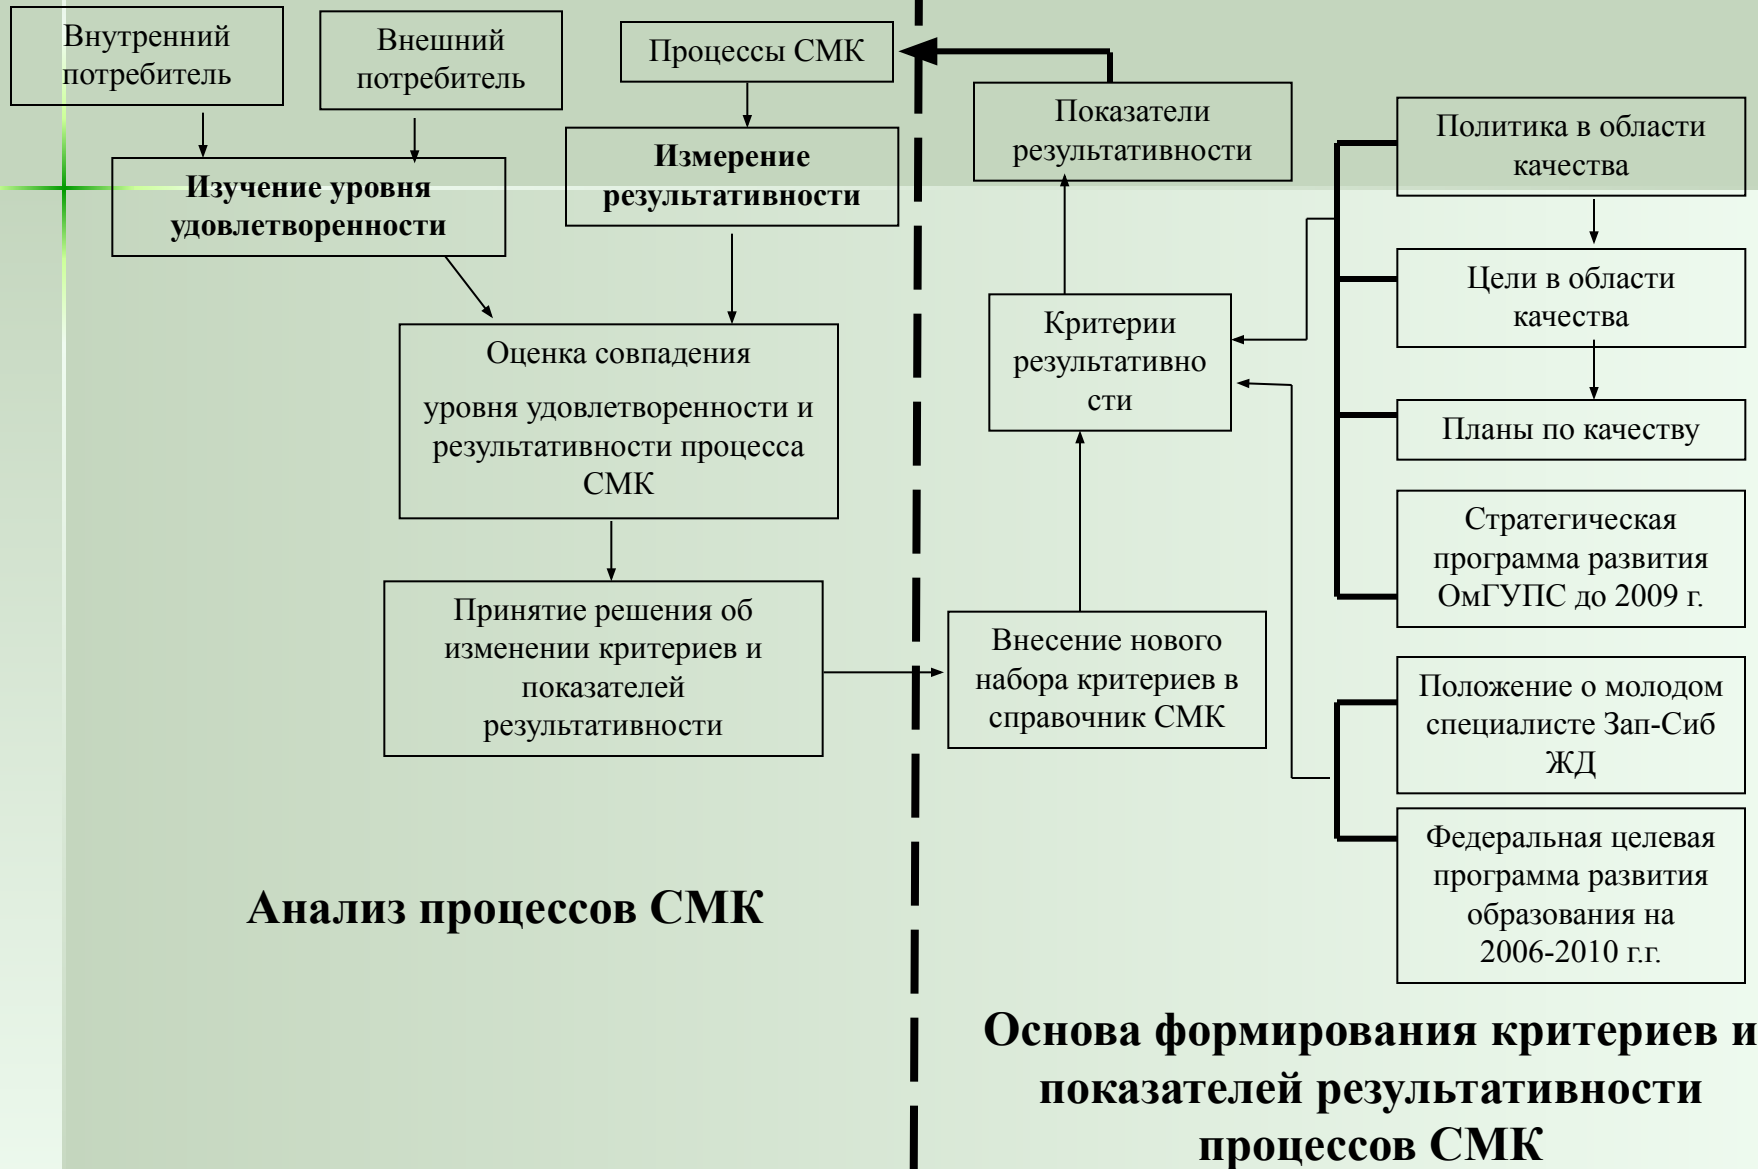 Внутренний
потребитель
Внешний
потребитель
Процессы СМК
Изучение уровня
удовлетворенности
Измерение
результативности
Оценка совпадения
уровня удовлетворенности и
результативности процесса
СМК
Принятие решения об
изменении критериев и
показателей
результативности
Анализ процессов СМК
Показатели
результативности
Критерии
результативно
сти
Внесение нового
набора критериев в
справочник СМК
Политика в области
качества
Цели в области
качества
Планы по качеству
Стратегическая
программа развития
ОмГУПС до 2009 г.
Положение о молодом
специалисте Зап-Сиб
ЖД
Федеральная целевая
программа развития
образования на
2006-2010 г.г.
Основа формирования критериев и
показателей результативности
процессов СМК